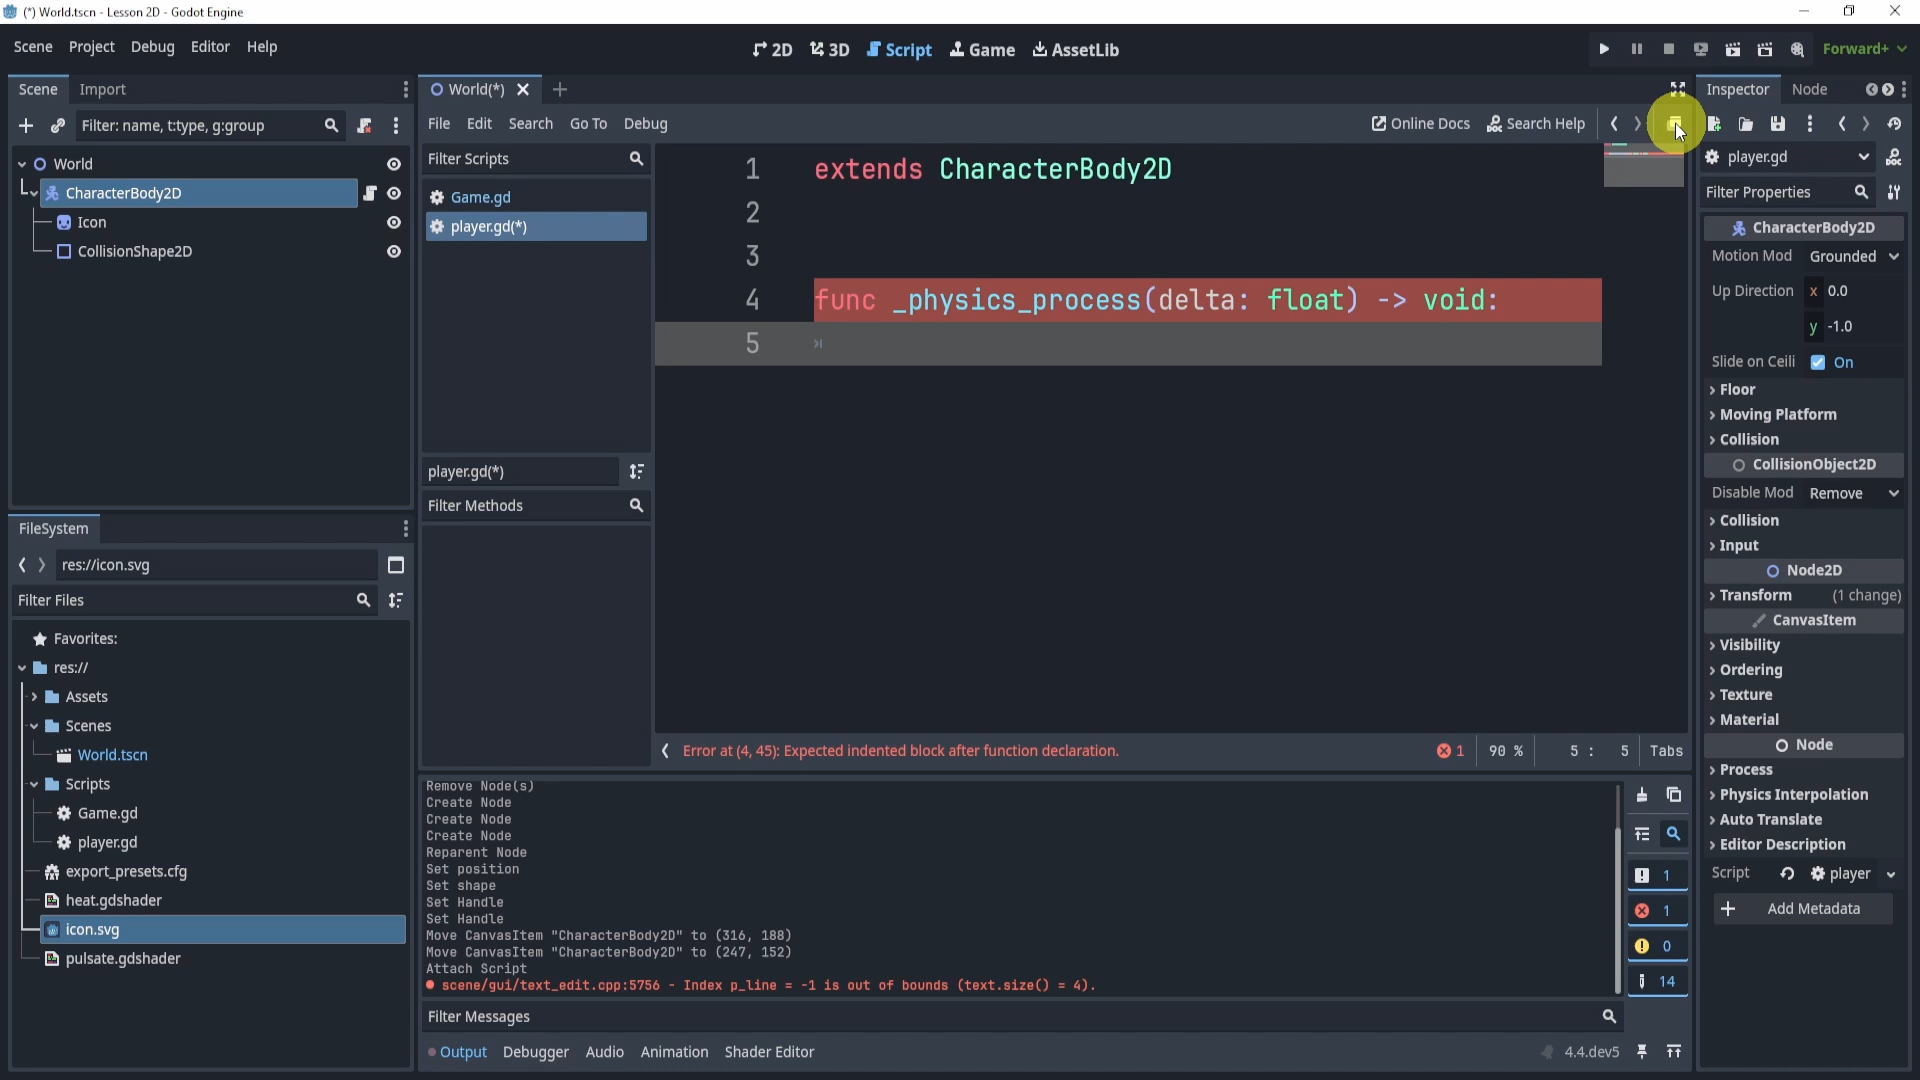 (*) World.tscn - Lesson 2D - Godot Engine
Scene Project Debug Editor Help
2D 3D Script Game AssetLib
Forward+
Scene Import
World(*)
Inspector Node
Filter: name, t:type, g:group
File Edit Search Go To Debug
Online Docs Search Help
World
CharacterBody2D
Icon
CollisionShape2D
Filter Scripts
Game.gd
player.gd(*)
player.gd(*)
Filter Methods
1 extends CharacterBody2D
2
3
4 func _physics_process(delta: float) -> void:
5
Error at (4, 45): Expected indented block after function declaration.
1 90 % 5 : 5 Tabs
FileSystem
res://icon.svg
Filter Files
Favorites:
res://
Assets
Scenes
World.tscn
Scripts
Game.gd
player.gd
export_presets.cfg
heat.gdshader
icon.svg
pulsate.gdshader
Remove Node(s)
Create Node
Create Node
Create Node
Reparent Node
Set position
Set shape
Set Handle
Set Handle
Move CanvasItem "CharacterBody2D" to (316, 188)
Move CanvasItem "CharacterBody2D" to (247, 152)
Attach Script
scene/gui/text_edit.cpp:5756 - Index p_line = -1 is out of bounds (text.size() = 4).
1
1
0
14
Filter Messages
Output Debugger Audio Animation Shader Editor
4.4.dev5
player.gd
Filter Properties
CharacterBody2D
Motion Mod Grounded
Up Direction x 0.0
y -1.0
Slide on Ceili On
Floor
Moving Platform
Collision
CollisionObject2D
Disable Mod Remove
Collision
Input
Node2D
Transform (1 change)
CanvasItem
Visibility
Ordering
Texture
Material
Node
Process
Physics Interpolation
Auto Translate
Editor Description
Script player
Add Metadata